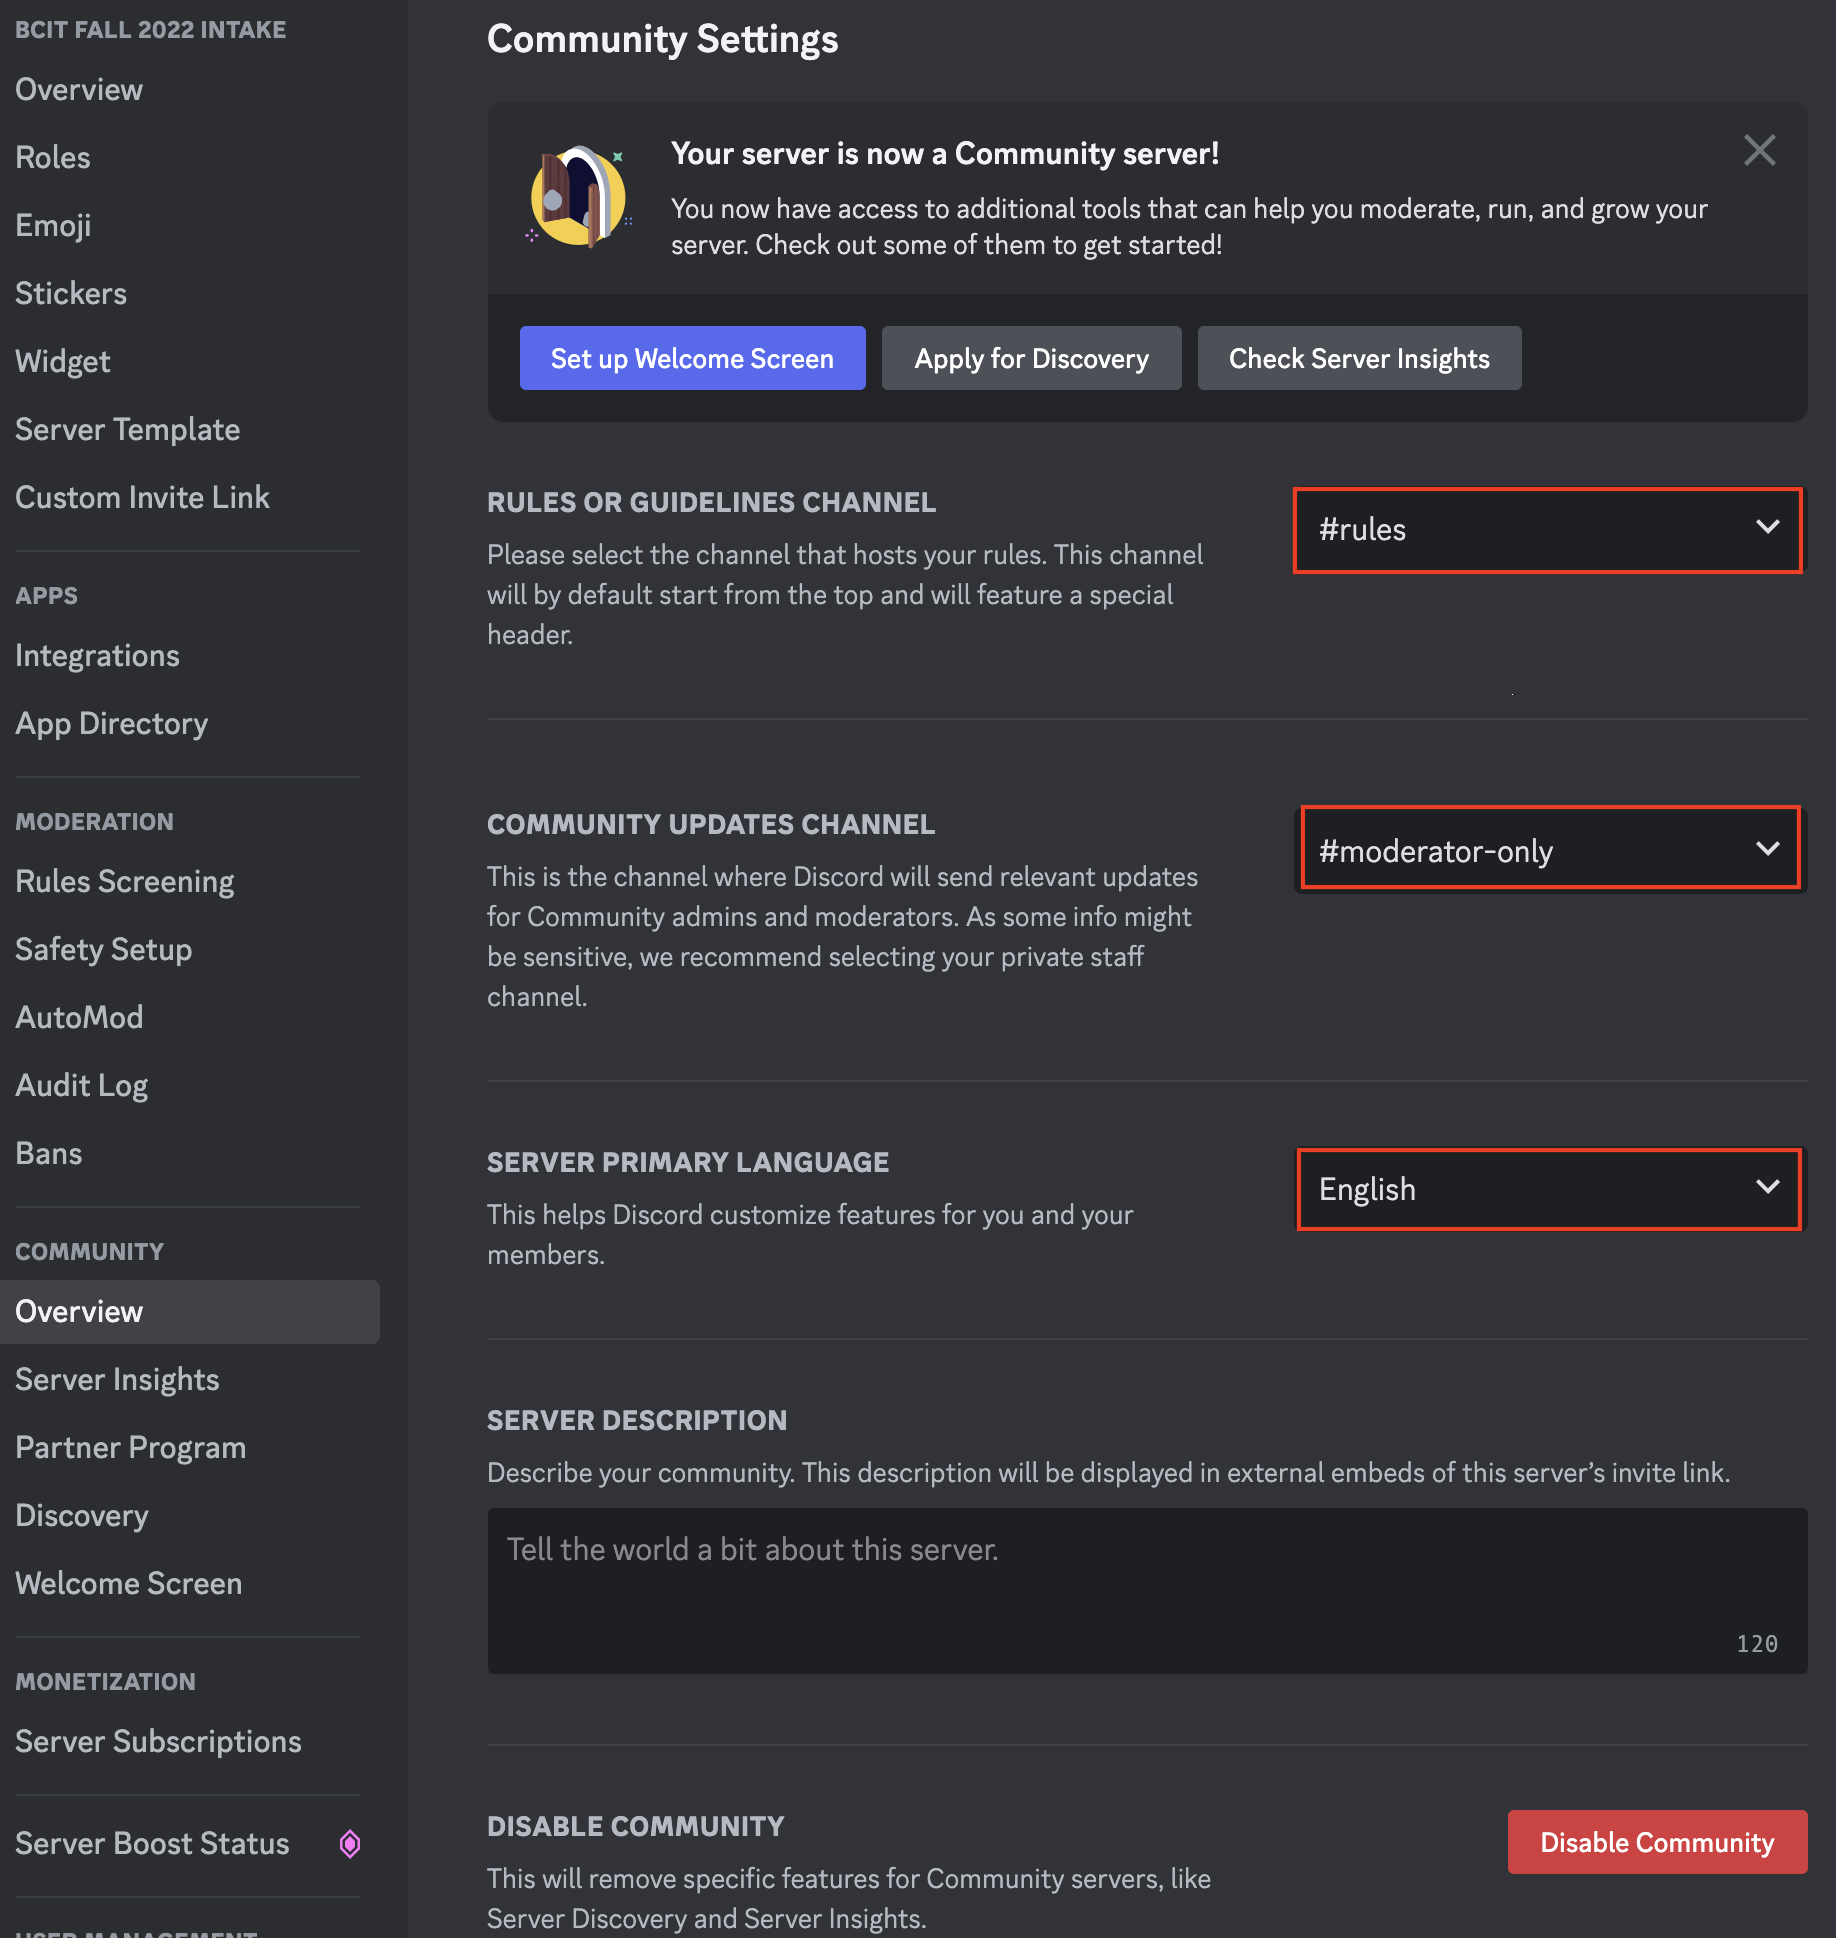 BCIT FALL 2022 INTAKE
Overview
Roles
Emoji
Stickers
Widget
Server Template
Custom Invite Link
APPS
Integrations
App Directory
MODERATION
Rules Screening
Safety Setup
AutoMod
Audit Log
Bans
COMMUNITY
Overview
Server Insights
Partner Program
Discovery
Welcome Screen
MONETIZATION
Server Subscriptions
Server Boost Status
USER MANAGEMENT
Community Settings
Your server is now a Community server!
You now have access to additional tools that can help you moderate, run, and grow your
server. Check out some of them to get started!
Set up Welcome Screen
Apply for Discovery
Check Server Insights
RULES OR GUIDELINES CHANNEL
Please select the channel that hosts your rules. This channel
will by default start from the top and will feature a special
header.
#rules
COMMUNITY UPDATES CHANNEL
This is the channel where Discord will send relevant updates
for Community admins and moderators. As some info might
be sensitive, we recommend selecting your private staff
channel.
#moderator-only
SERVER PRIMARY LANGUAGE
This helps Discord customize features for you and your
members.
English
SERVER DESCRIPTION
Describe your community. This description will be displayed in external embeds of this server's invite link.
Tell the world a bit about this server.
120
DISABLE COMMUNITY
This will remove specific features for Community servers, like
Server Discovery and Server Insights.
Disable Community